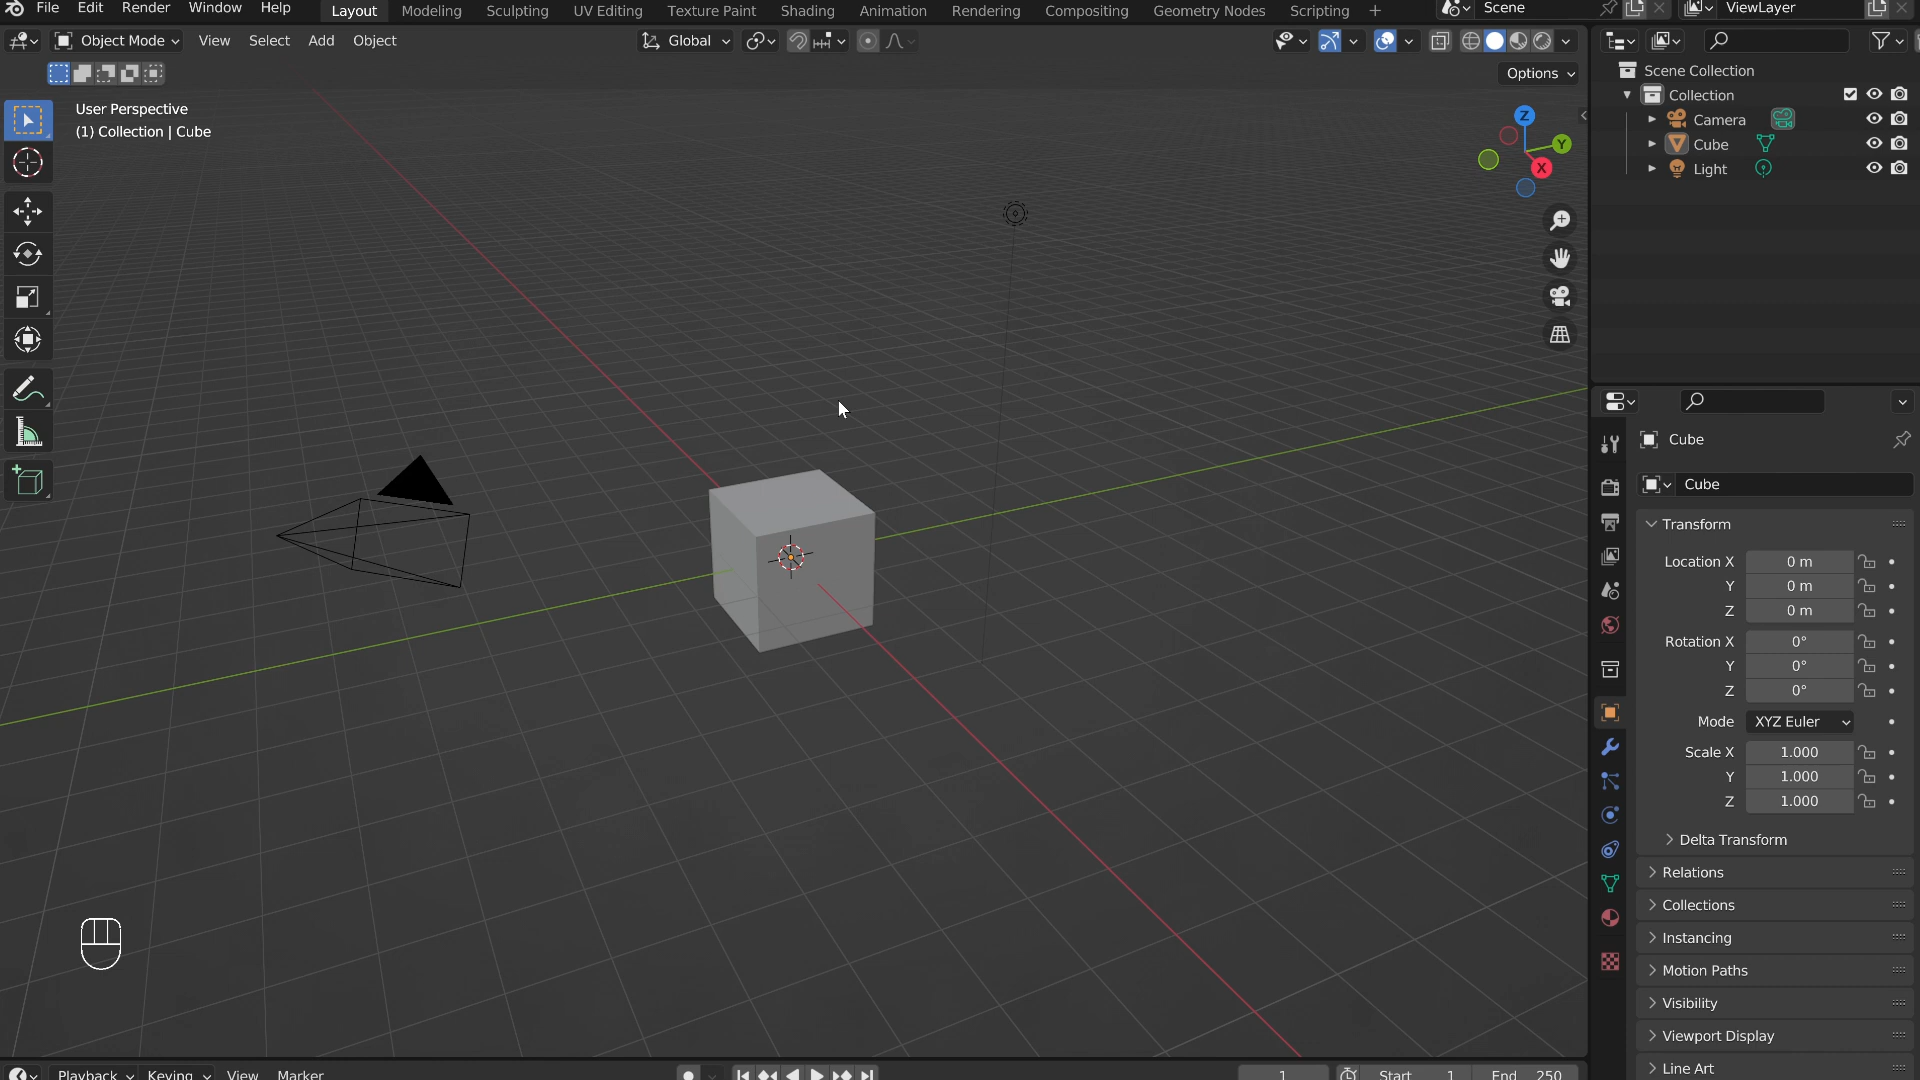 File Edit Render Window Help Layout Modeling Sculpting UV Editing Texture Paint Shading Animation Rendering Compositing Geometry Nodes Scripting + Scene ViewLayer
Object Mode View Select Add Object Global
Options
User Perspective
(1) Collection | Cube
Z
Y
X
Scene Collection
Collection
Camera
Cube
Light
Cube
Cube
Transform
Location X 0 m
Y 0 m
Z 0 m
Rotation X 0°
Y 0°
Z 0°
Mode XYZ Euler
Scale X 1.000
Y 1.000
Z 1.000
Delta Transform
Relations
Collections
Instancing
Motion Paths
Visibility
Viewport Display
Line Art
Playback Keying View Marker 1 Start 1 End 250